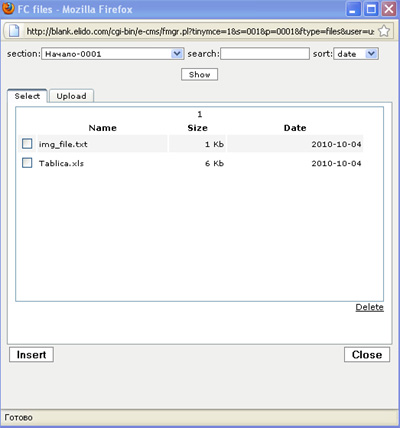 FC files - Mozilla Firefox
http://blank.elido.com/cgi-bin/e-cms/fmgr.pl?tinymce=1&s=001&p=0001&ftype=files&user=us
section: Начало-0001 search: sort: date
Show
Select Upload
1
Name Size Date
img_file.txt 1 Kb 2010-10-04
Tablica.xls 6 Kb 2010-10-04
Delete
Insert Close
Готово